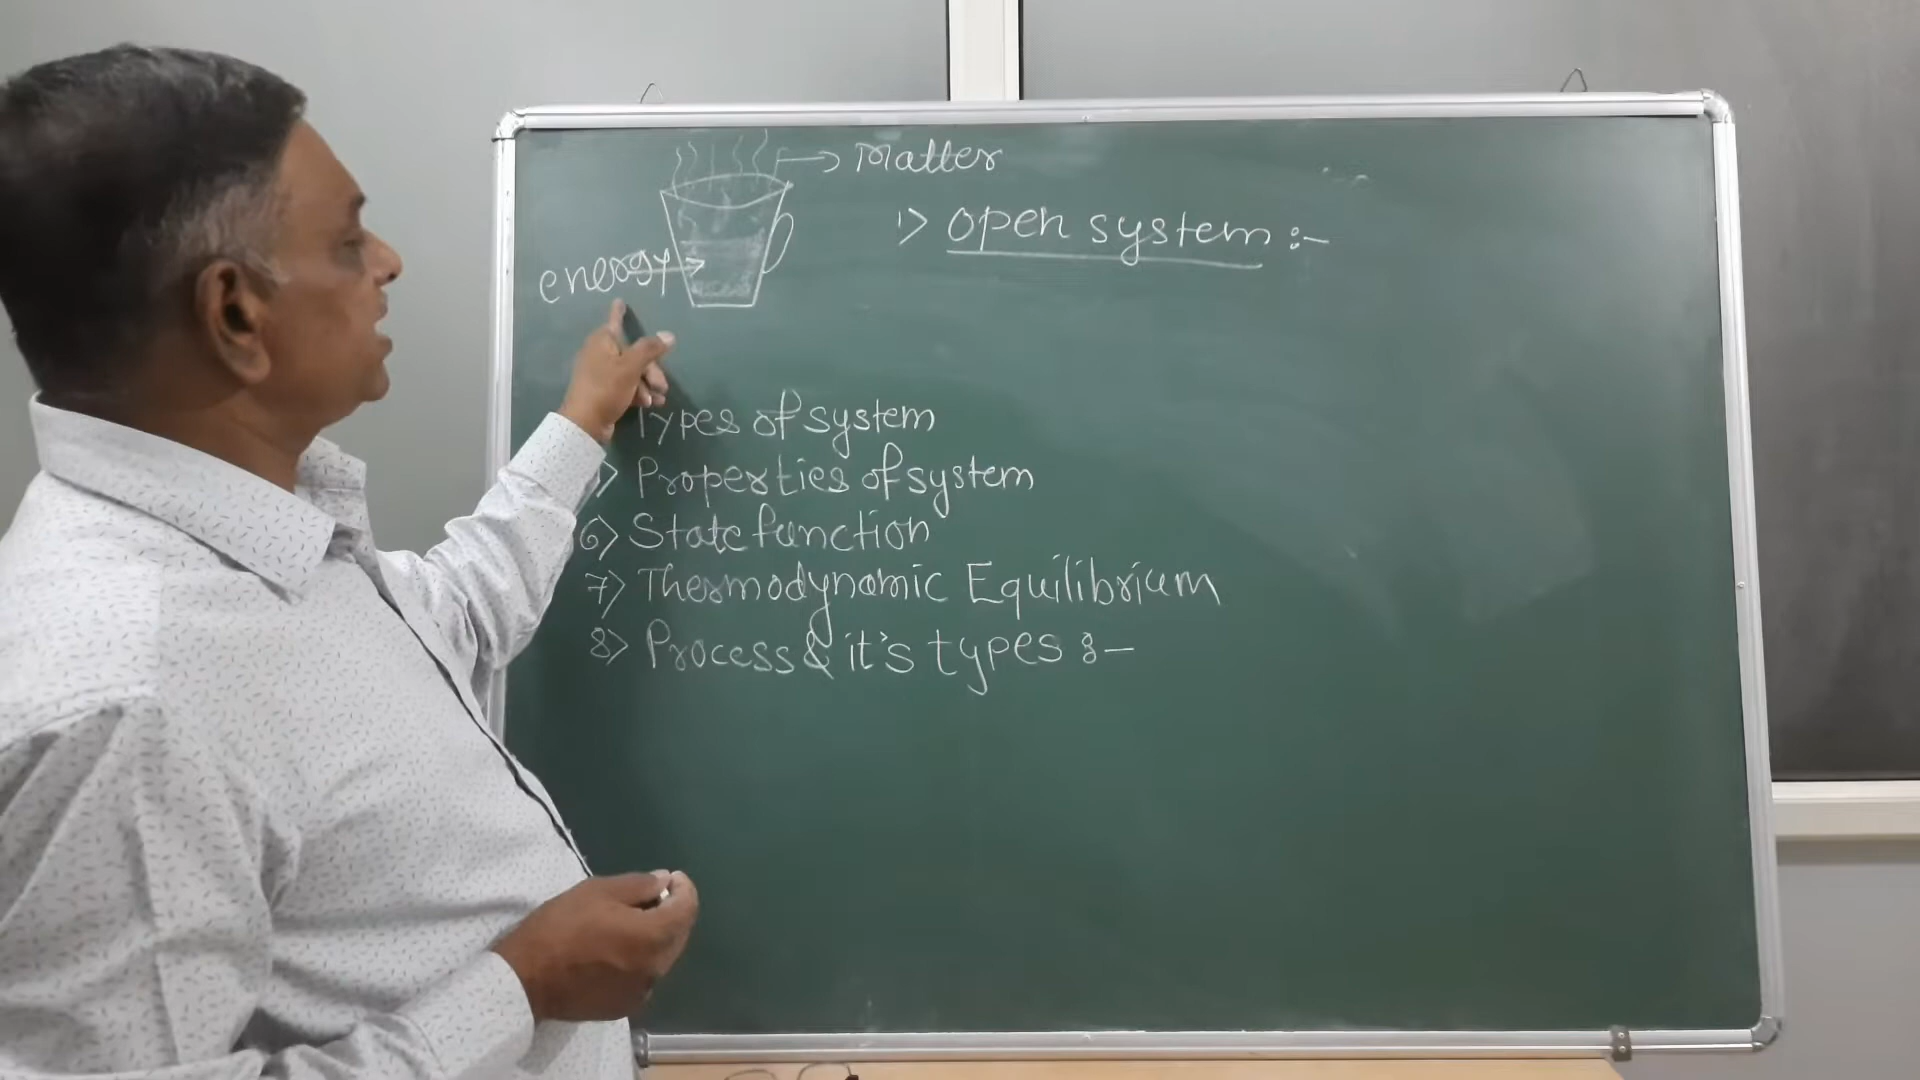 Matter
1> open system :-
energy
Types of system
> Properties of system
6> State function
7> Thermodynamic Equilibrium
8> Process & it's types :-